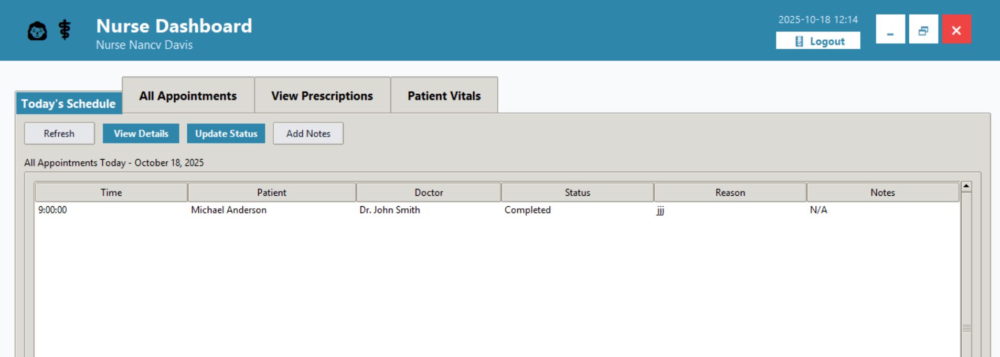 Nurse Dashboard
Nurse Nancy Davis
2025-10-18 12:14
Logout
Today's Schedule
All Appointments
View Prescriptions
Patient Vitals
Refresh
View Details
Update Status
Add Notes
All Appointments Today - October 18, 2025
Time Patient Doctor Status Reason Notes
9:00:00 Michael Anderson Dr. John Smith Completed jjj N/A